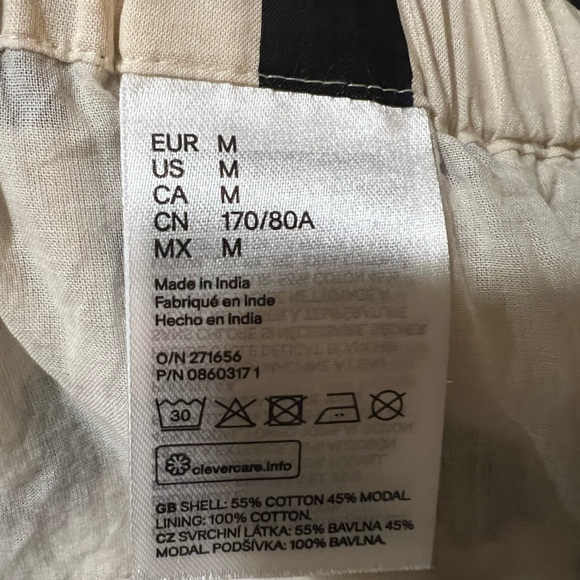 EUR M
US M
CA M
CN 170/80A
MX M
Made in India
Fabriqué en Inde
Hecho en India
O/N 271656
P/N 08603171
30
clevercare.info
GB SHELL: 55% COTTON 45% MODAL.
LINING: 100% COTTON.
CZ SVRCHNÍ LÁTKA: 55% BAVLNA 45%
MODAL. PODŠÍVKA: 100% BAVLNA.